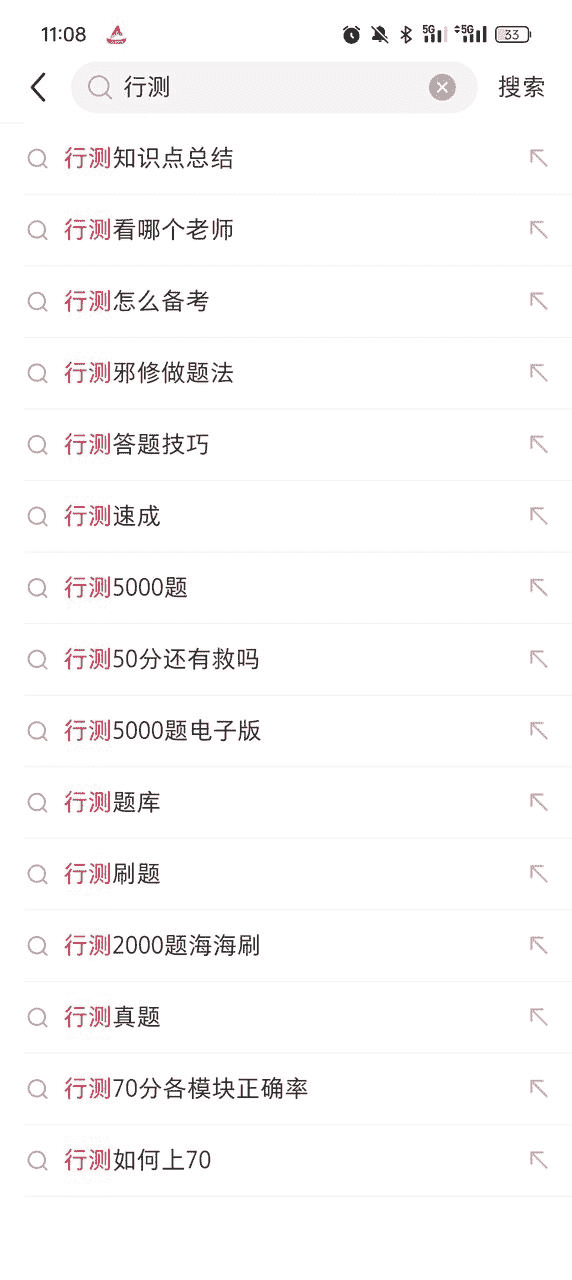 11:08 5G 5G 33
行测 搜索
行测知识点总结
行测看哪个老师
行测怎么备考
行测邪修做题法
行测答题技巧
行测速成
行测5000题
行测50分还有救吗
行测5000题电子版
行测题库
行测刷题
行测2000题海海刷
行测真题
行测70分各模块正确率
行测如何上70